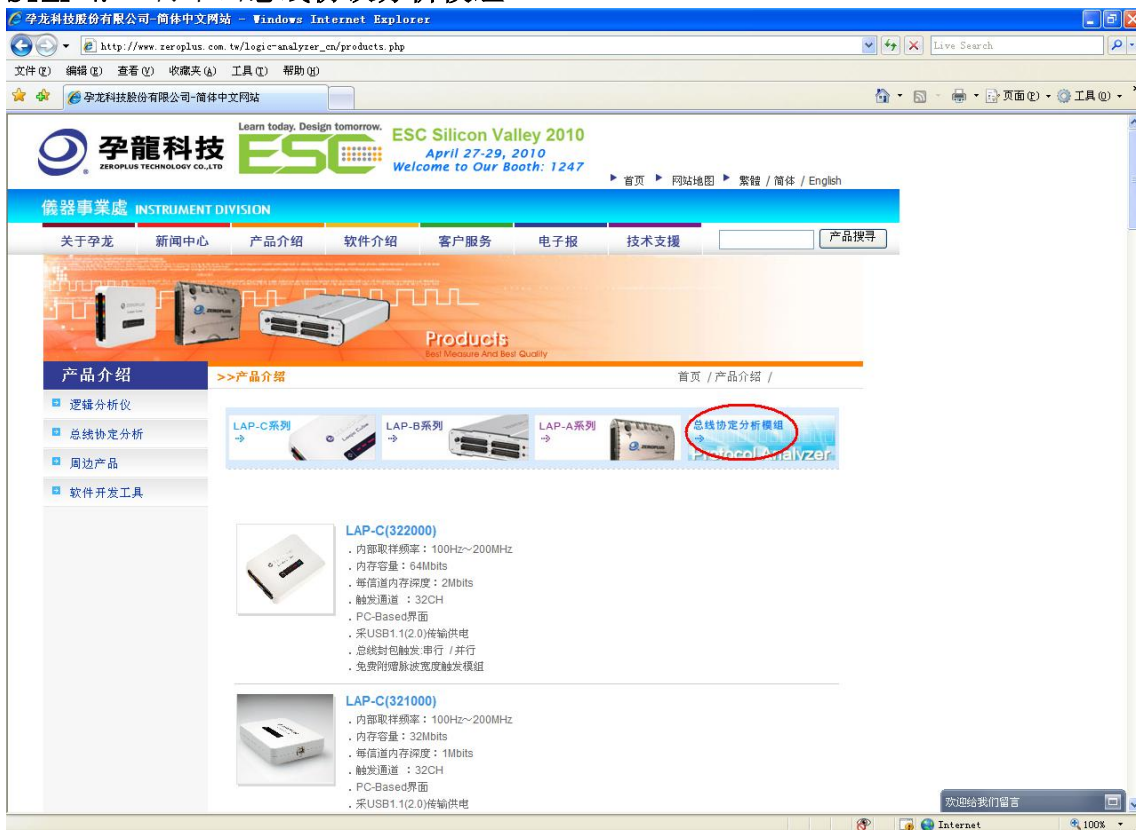 孕龙科技股份有限公司-简体中文网站 - Windows Internet Explorer
http://www.zeroplus.com.tw/logic-analyzer_cn/products.php
Live Search
文件(F) 编辑(E) 查看(V) 收藏夹(A) 工具(T) 帮助(H)
孕龙科技股份有限公司-简体中文网站
页面(P) 工具(O)
孕龍科技
ZEROPLUS TECHNOLOGY CO.,LTD
Learn today. Design tomorrow.
ESC
ESC Silicon Valley 2010
April 27-29, 2010
Welcome to Our Booth: 1247
首页 网站地图 繁體 / 简体 / English
儀器事業處 INSTRUMENT DIVISION
关于孕龙 新闻中心 产品介绍 软件介绍 客户服务 电子报 技术支援 产品搜寻
Products
Best Measure And Best Quality
产品介绍
>>产品介绍 首页 / 产品介绍 /
逻辑分析仪
总线协定分析
周边产品
软件开发工具
LAP-C系列 LAP-B系列 LAP-A系列 总线协定分析模组
Protocol Analyzer
LAP-C(322000)
. 内部取样频率：100Hz～200MHz
. 内存容量：64Mbits
. 每信道内存深度：2Mbits
. 触发通道 ：32CH
. PC-Based界面
. 采USB1.1(2.0)传输供电
. 总线封包触发:串行 / 并行
. 免费附赠脉波宽度触发模组
LAP-C(321000)
. 内部取样频率：100Hz～200MHz
. 内存容量：32Mbits
. 每信道内存深度：1Mbits
. 触发通道 ：32CH
. PC-Based界面
. 采USB1.1(2.0)传输供电
欢迎给我们留言
Internet 100%